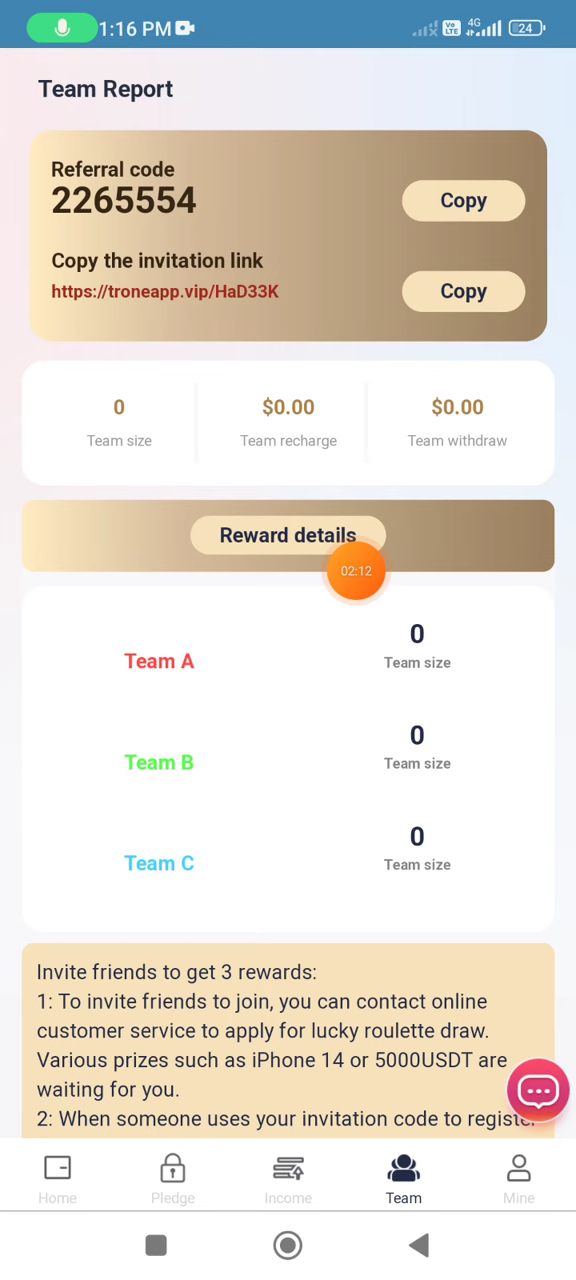 1:16 PM
Vo LTE 4G 24
Team Report
Referral code
2265554
Copy
Copy the invitation link
https://troneapp.vip/HaD33K
Copy
0 $0.00 $0.00
Team size Team recharge Team withdraw
Reward details
02:12
0
Team A Team size
0
Team B Team size
0
Team C Team size
Invite friends to get 3 rewards:
1: To invite friends to join, you can contact online
customer service to apply for lucky roulette draw.
Various prizes such as iPhone 14 or 5000USDT are
waiting for you.
2: When someone uses your invitation code to register
Home Pledge Income Team Mine